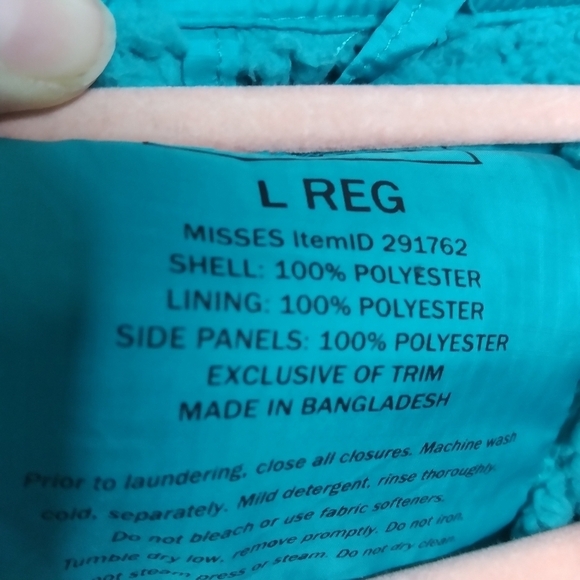 L REG
MISSES ItemID 291762
SHELL: 100% POLYESTER
LINING: 100% POLYESTER
SIDE PANELS: 100% POLYESTER
EXCLUSIVE OF TRIM
MADE IN BANGLADESH
Prior to laundering, close all closures. Machine wash
cold, separately. Mild detergent, rinse thoroughly.
Do not bleach or use fabric softeners.
Tumble dry low, remove promptly. Do not iron,
not steam press or steam. Do not dry clean.